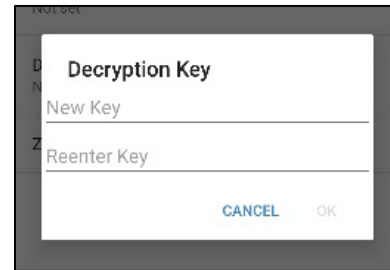 Not set
D
Decryption Key
N
New Key
Z
Reenter Key
CANCEL OK